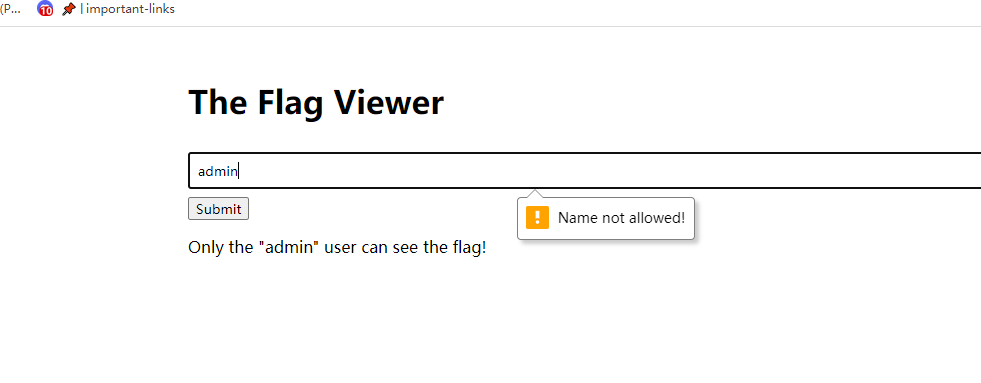 (P... 10 | important-links
The Flag Viewer
admin
Submit
Name not allowed!
Only the "admin" user can see the flag!